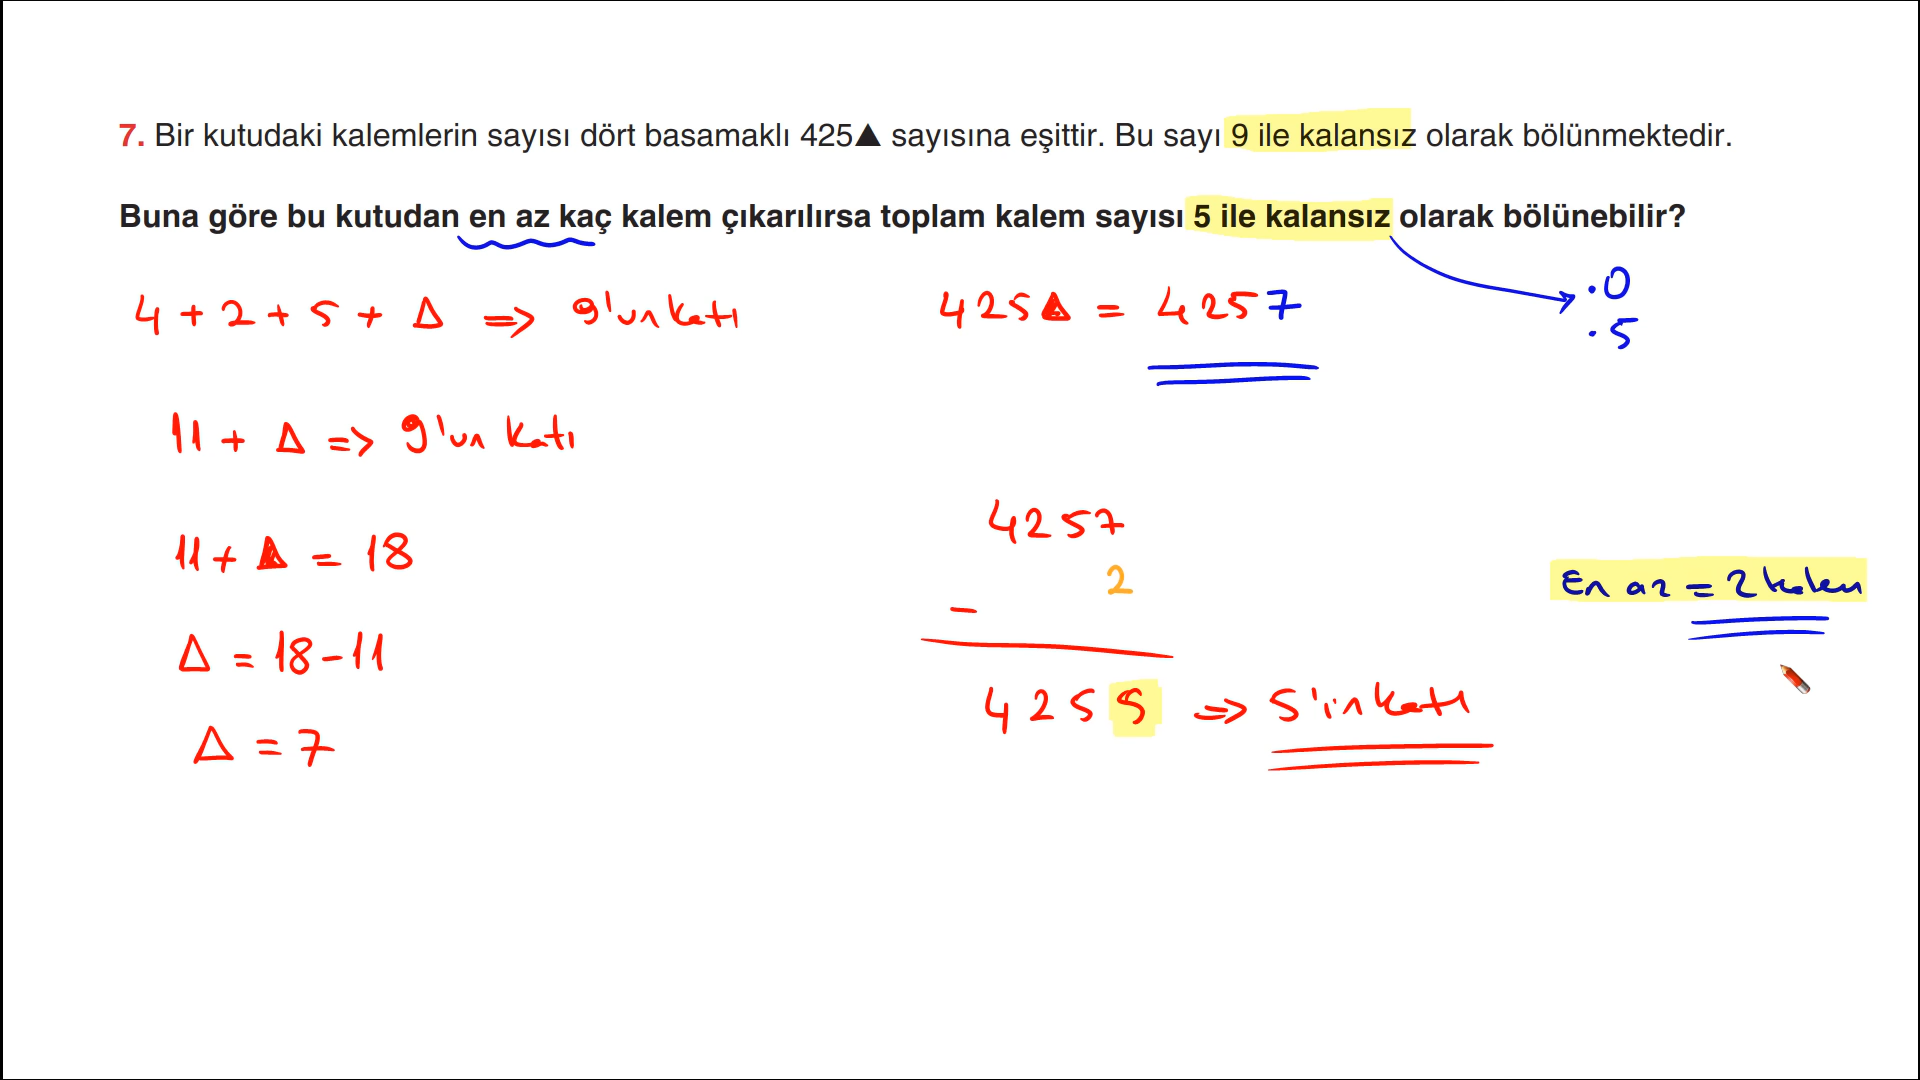 7. Bir kutudaki kalemlerin sayısı dört basamaklı 425▲ sayısına eşittir. Bu sayı 9 ile kalansız olarak bölünmektedir.
Buna göre bu kutudan en az kaç kalem çıkarılırsa toplam kalem sayısı 5 ile kalansız olarak bölünebilir?
4 + 2 + 5 + Δ ⇒ 9'un katı
11 + Δ ⇒ 9'un katı
11 + Δ = 18
Δ = 18 - 11
Δ = 7
425Δ = 4257
.0
.5
4257
2
-
4255 ⇒ 5'in katı
En az = 2 kalem